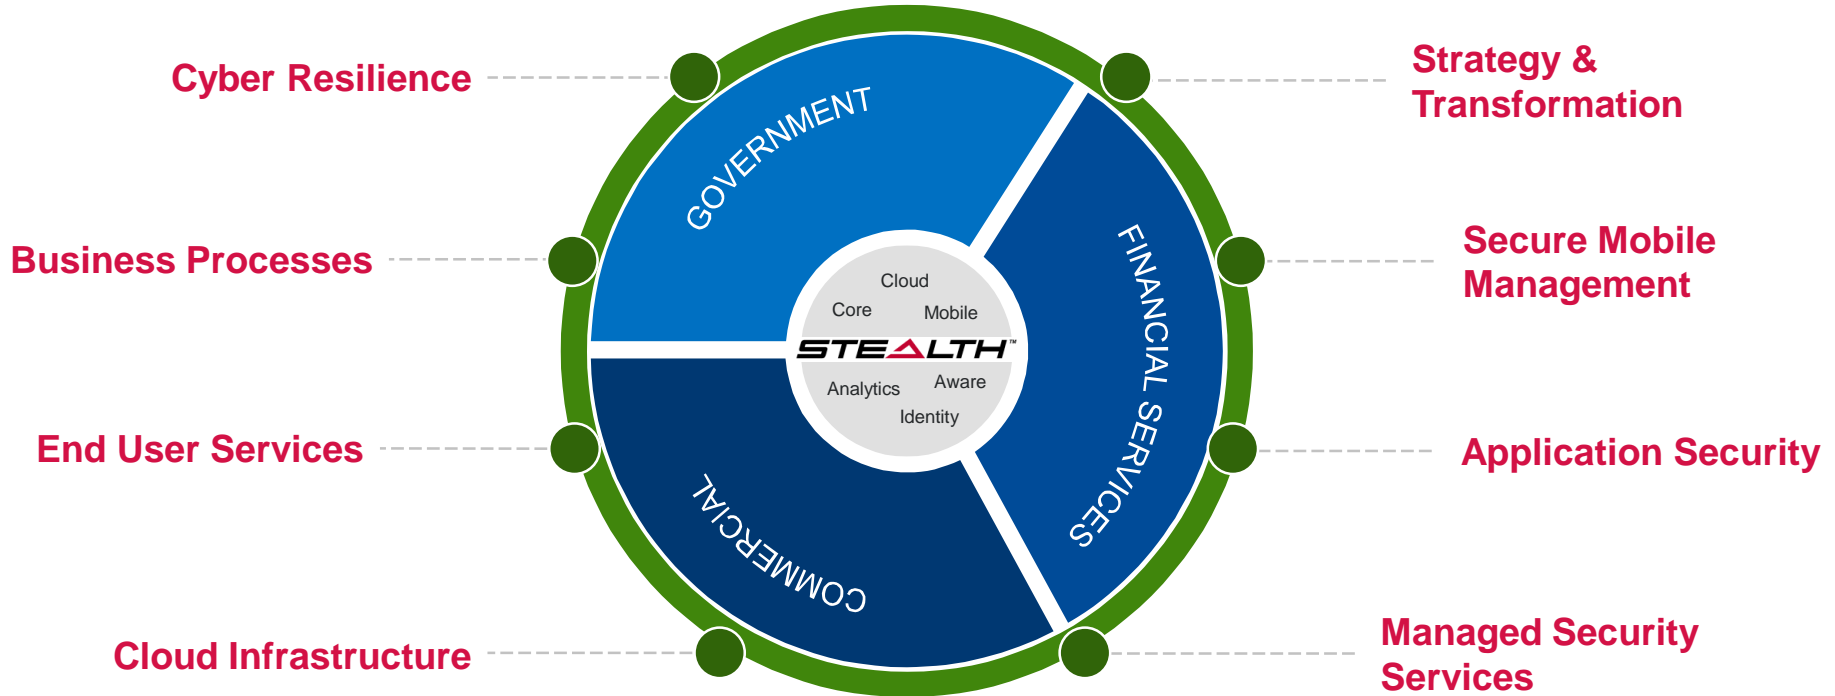 Cyber Resilience
Strategy &
Transformation
GOVERNMENT
Business Processes
FINANCIAL SERVICES
Secure Mobile
Management
Cloud
Core
Mobile
STEALTH™
Analytics
Aware
Identity
End User Services
Application Security
COMMERCIAL
Cloud Infrastructure
Managed Security
Services